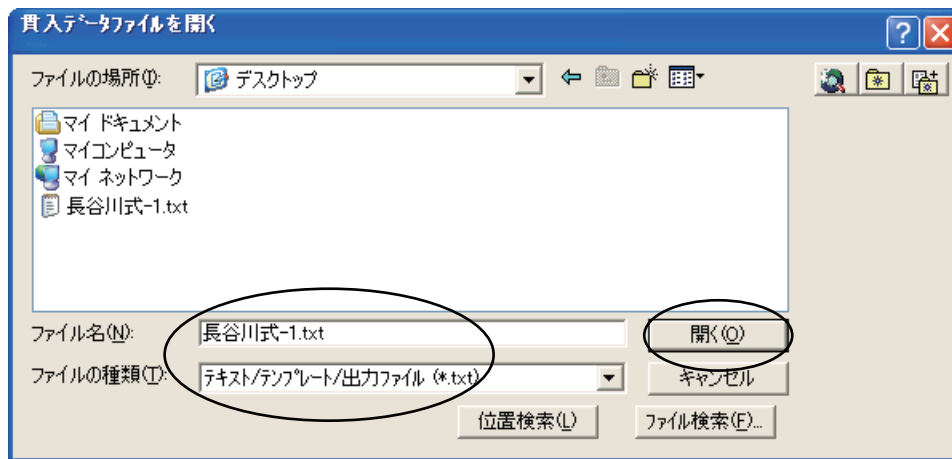 貫入データファイルを開く
ファイルの場所(I):
デスクトップ
マイ ドキュメント
マイコンピュータ
マイ ネットワーク
長谷川式-1.txt
ファイル名(N): 長谷川式-1.txt 開く(O)
ファイルの種類(T): テキスト/テンプレート/出力ファイル (*.txt) キャンセル
位置検索(L) ファイル検索(F)...